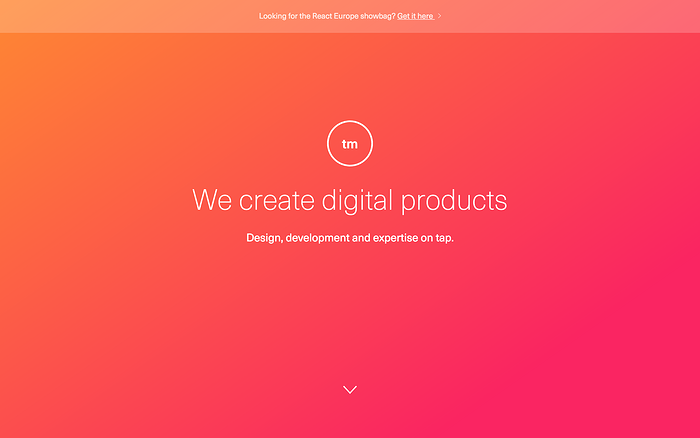 Looking for the React Europe showbag? Get it here >
tm
We create digital products
Design, development and expertise on tap.